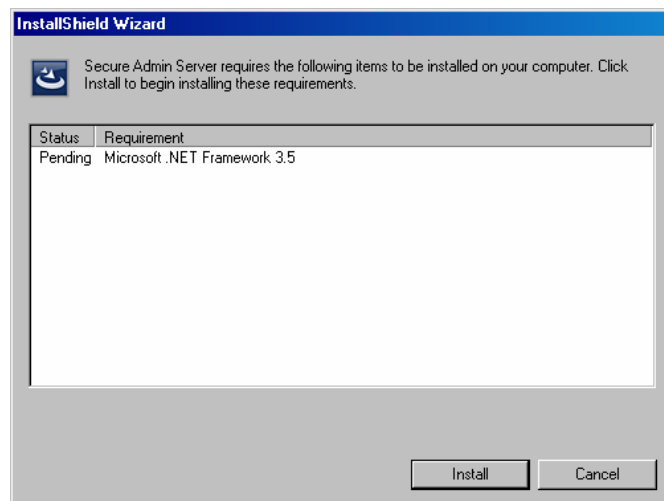 InstallShield Wizard
Secure Admin Server requires the following items to be installed on your computer. Click
Install to begin installing these requirements.
Status Requirement
Pending Microsoft .NET Framework 3.5
Install Cancel